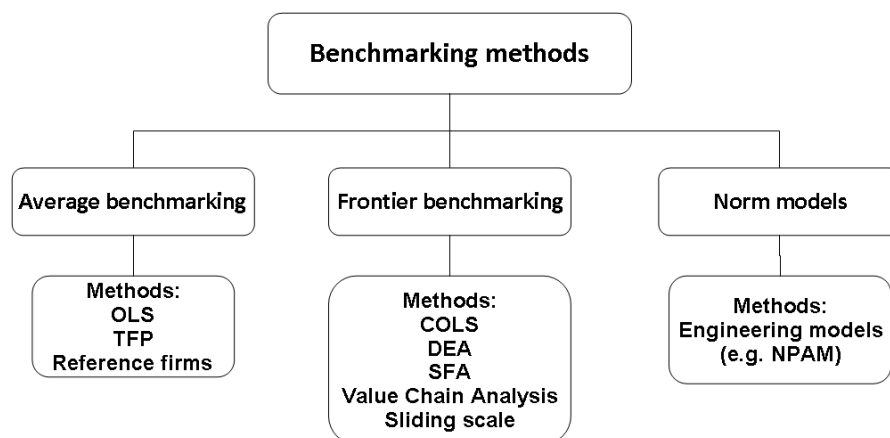 Benchmarking methods
Average benchmarking
Frontier benchmarking
Norm models
Methods:
OLS
TFP
Reference firms
Methods:
COLS
DEA
SFA
Value Chain Analysis
Sliding scale
Methods:
Engineering models
(e.g. NPAM)